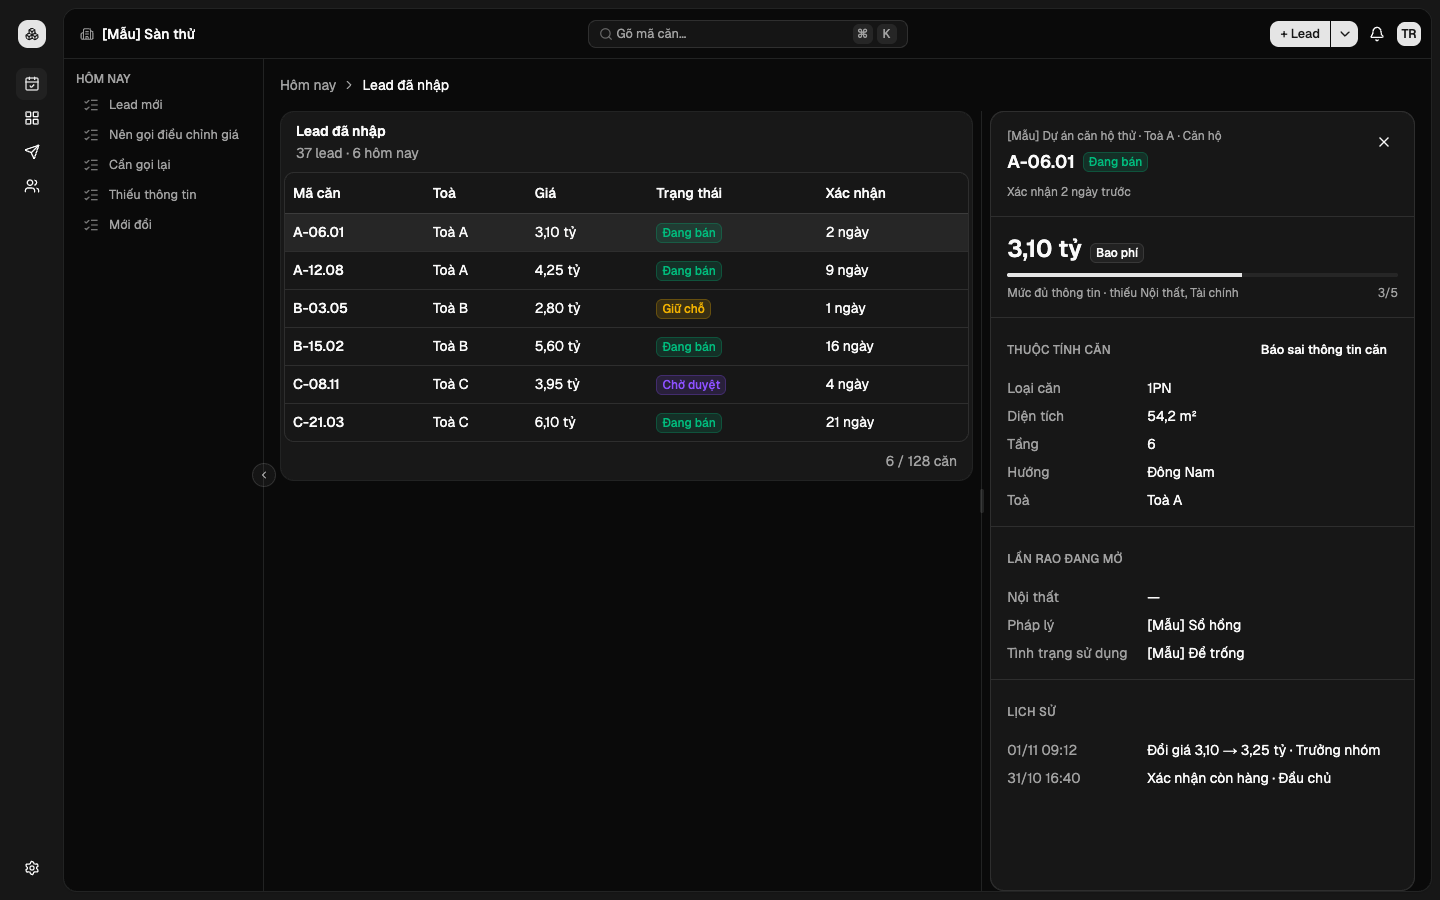 [Mẫu] Sàn thử
Gõ mã căn...
⌘ K
+ Lead
TR
HÔM NAY
Lead mới
Nên gọi điều chỉnh giá
Cần gọi lại
Thiếu thông tin
Mới đổi
Hôm nay > Lead đã nhập
Lead đã nhập
37 lead · 6 hôm nay
Mã căn Toà Giá Trạng thái Xác nhận
A-06.01 Toà A 3,10 tỷ Đang bán 2 ngày
A-12.08 Toà A 4,25 tỷ Đang bán 9 ngày
B-03.05 Toà B 2,80 tỷ Giữ chỗ 1 ngày
B-15.02 Toà B 5,60 tỷ Đang bán 16 ngày
C-08.11 Toà C 3,95 tỷ Chờ duyệt 4 ngày
C-21.03 Toà C 6,10 tỷ Đang bán 21 ngày
6 / 128 căn
[Mẫu] Dự án căn hộ thử · Toà A · Căn hộ
A-06.01 Đang bán
Xác nhận 2 ngày trước
3,10 tỷ Bao phí
Mức đủ thông tin · thiếu Nội thất, Tài chính 3/5
THUỘC TÍNH CĂN Báo sai thông tin căn
Loại căn 1PN
Diện tích 54,2 m²
Tầng 6
Hướng Đông Nam
Toà Toà A
LẦN RAO ĐANG MỞ
Nội thất —
Pháp lý [Mẫu] Sổ hồng
Tình trạng sử dụng [Mẫu] Để trống
LỊCH SỬ
01/11 09:12 Đổi giá 3,10 → 3,25 tỷ · Trưởng nhóm
31/10 16:40 Xác nhận còn hàng · Đầu chủ